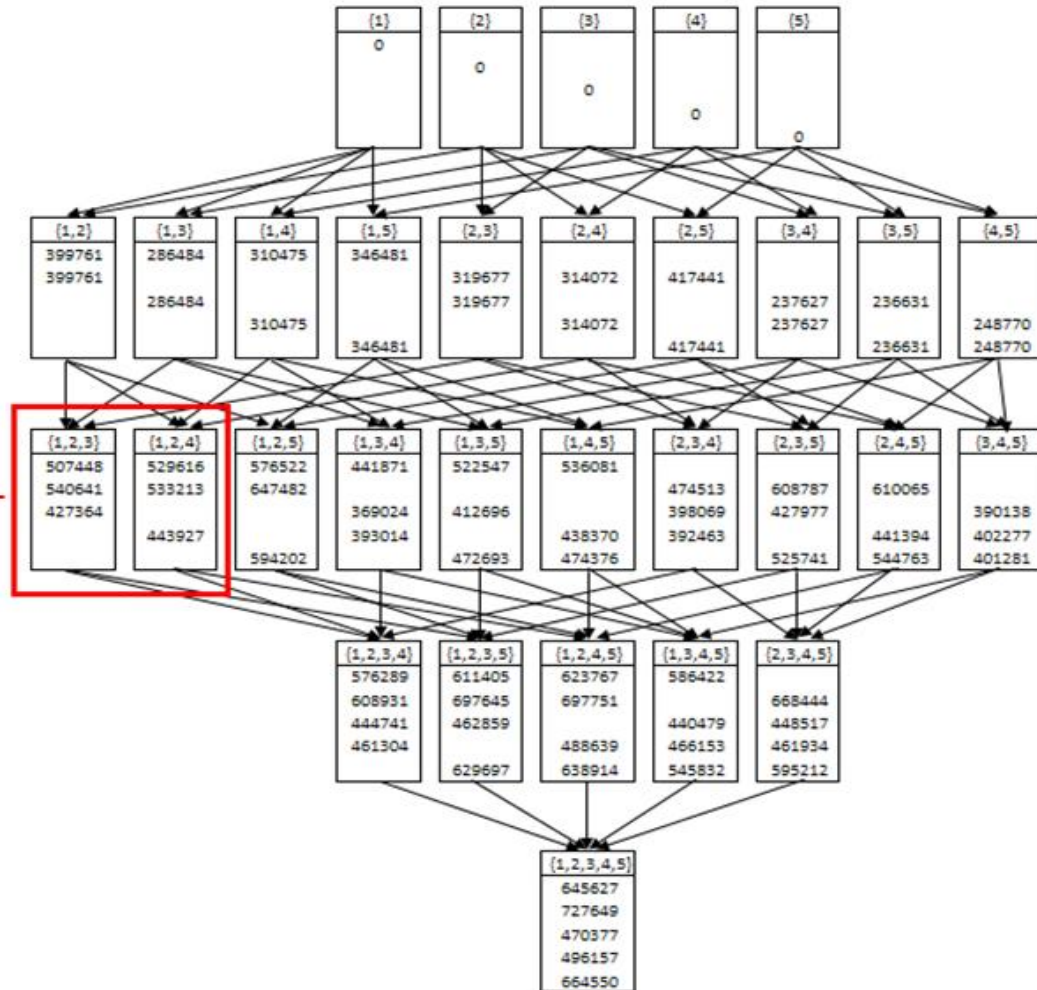 {1} {2} {3} {4} {5}
0
0
0
0
0
{1,2} {1,3} {1,4} {1,5} {2,3} {2,4} {2,5} {3,4} {3,5} {4,5}
399761 286484 310475 346481
399761 319677 314072 417441
286484 319677 237627 236631
310475 314072 237627 248770
346481 417441 236631 248770
{1,2,3} {1,2,4} {1,2,5} {1,3,4} {1,3,5} {1,4,5} {2,3,4} {2,3,5} {2,4,5} {3,4,5}
507448 529616 576522 441871 522547 536081
540641 533213 647482 474513 608787 610065
427364 369024 412696 398069 427977 390138
443927 393014 438370 392463 441394 402277
594202 472693 474376 525741 544763 401281
{1,2,3,4} {1,2,3,5} {1,2,4,5} {1,3,4,5} {2,3,4,5}
576289 611405 623767 586422
608931 697645 697751 668444
444741 462859 440479 448517
461304 488639 466153 461934
629697 638914 545832 595212
{1,2,3,4,5}
645627
727649
470377
496157
664550